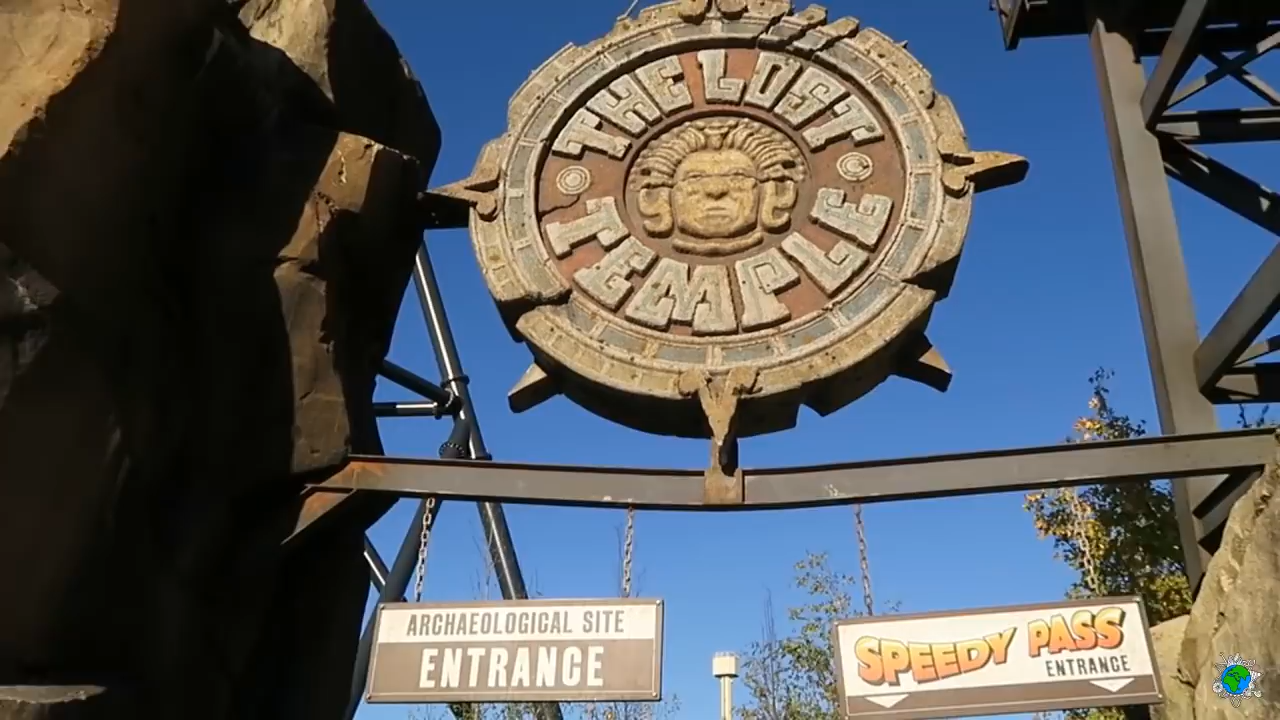 THE LOST
TEMPLE
ARCHAEOLOGICAL SITE
ENTRANCE
SPEEDY PASS
ENTRANCE